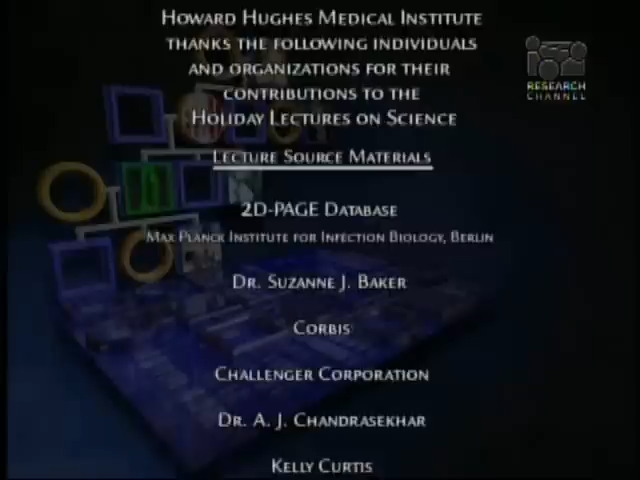 Howard Hughes Medical Institute
thanks the following individuals
and organizations for their
contributions to the
Holiday Lectures on Science
RESEARCH
CHANNEL
Lecture Source Materials
2D-PAGE Database
Max Planck Institute for Infection Biology, Berlin
Dr. Suzanne J. Baker
Corbis
Challenger Corporation
Dr. A. J. Chandrasekhar
Kelly Curtis